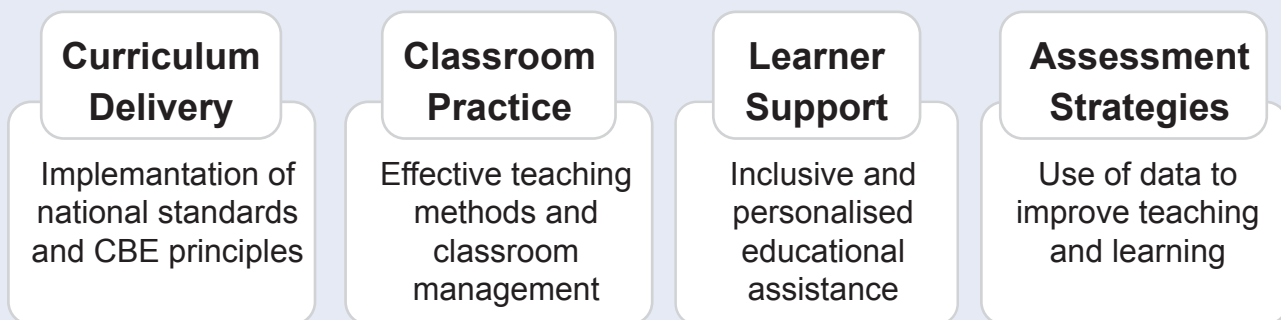 Curriculum
Delivery
Implemantation of
national standards
and CBE principles
Classroom
Practice
Effective teaching
methods and
classroom
management
Learner
Support
Inclusive and
personalised
educational
assistance
Assessment
Strategies
Use of data to
improve teaching
and learning